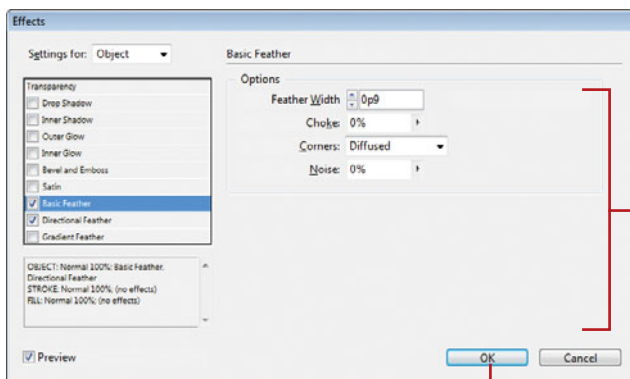 Effects
Settings for: Object
Transparency
Drop Shadow
Inner Shadow
Outer Glow
Inner Glow
Bevel and Emboss
Satin
Basic Feather
Directional Feather
Gradient Feather
OBJECT: Normal 100%; Basic Feather,
Directional Feather
STROKE: Normal 100%; (no effects)
FILL: Normal 100%; (no effects)
Preview
Basic Feather
Options
Feather Width 0p9
Choke: 0%
Corners: Diffused
Noise: 0%
OK
Cancel